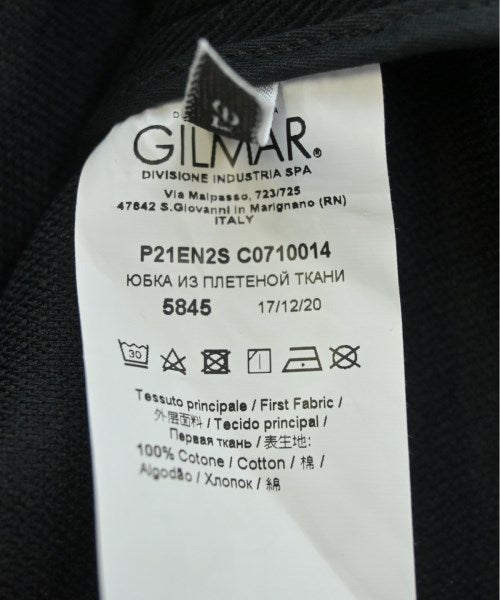 GILMAR®
DIVISIONE INDUSTRIA SPA
Via Malpasso, 723/725
47842 S.Giovanni in Marignano (RN)
ITALY
P21EN2S C0710014
ЮБКА ИЗ ПЛЕТЕНОЙ ТКАНИ
5845 17/12/20
30
Tessuto principale / First Fabric /
外层面料 / Tecido principal /
Первая ткань / 表生地:
100% Cotone / Cotton / 棉 /
Algodão / Хлопок / 綿